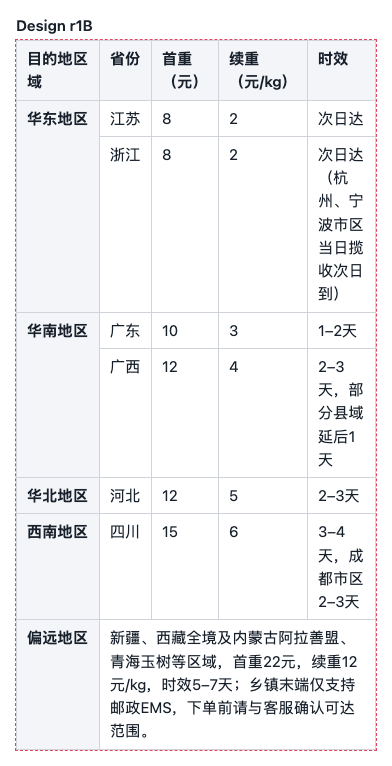 Design r1B
目的地区域 省份 首重（元） 续重（元/kg） 时效
华东地区 江苏 8 2 次日达
浙江 8 2 次日达（杭州、宁波市区当日揽收次日到）
华南地区 广东 10 3 1–2天
广西 12 4 2–3天，部分县域延后1天
华北地区 河北 12 5 2–3天
西南地区 四川 15 6 3–4天，成都市区2–3天
偏远地区 新疆、西藏全境及内蒙古阿拉善盟、
青海玉树等区域，首重22元，续重12
元/kg，时效5–7天；乡镇末端仅支持
邮政EMS，下单前请与客服确认可达
范围。